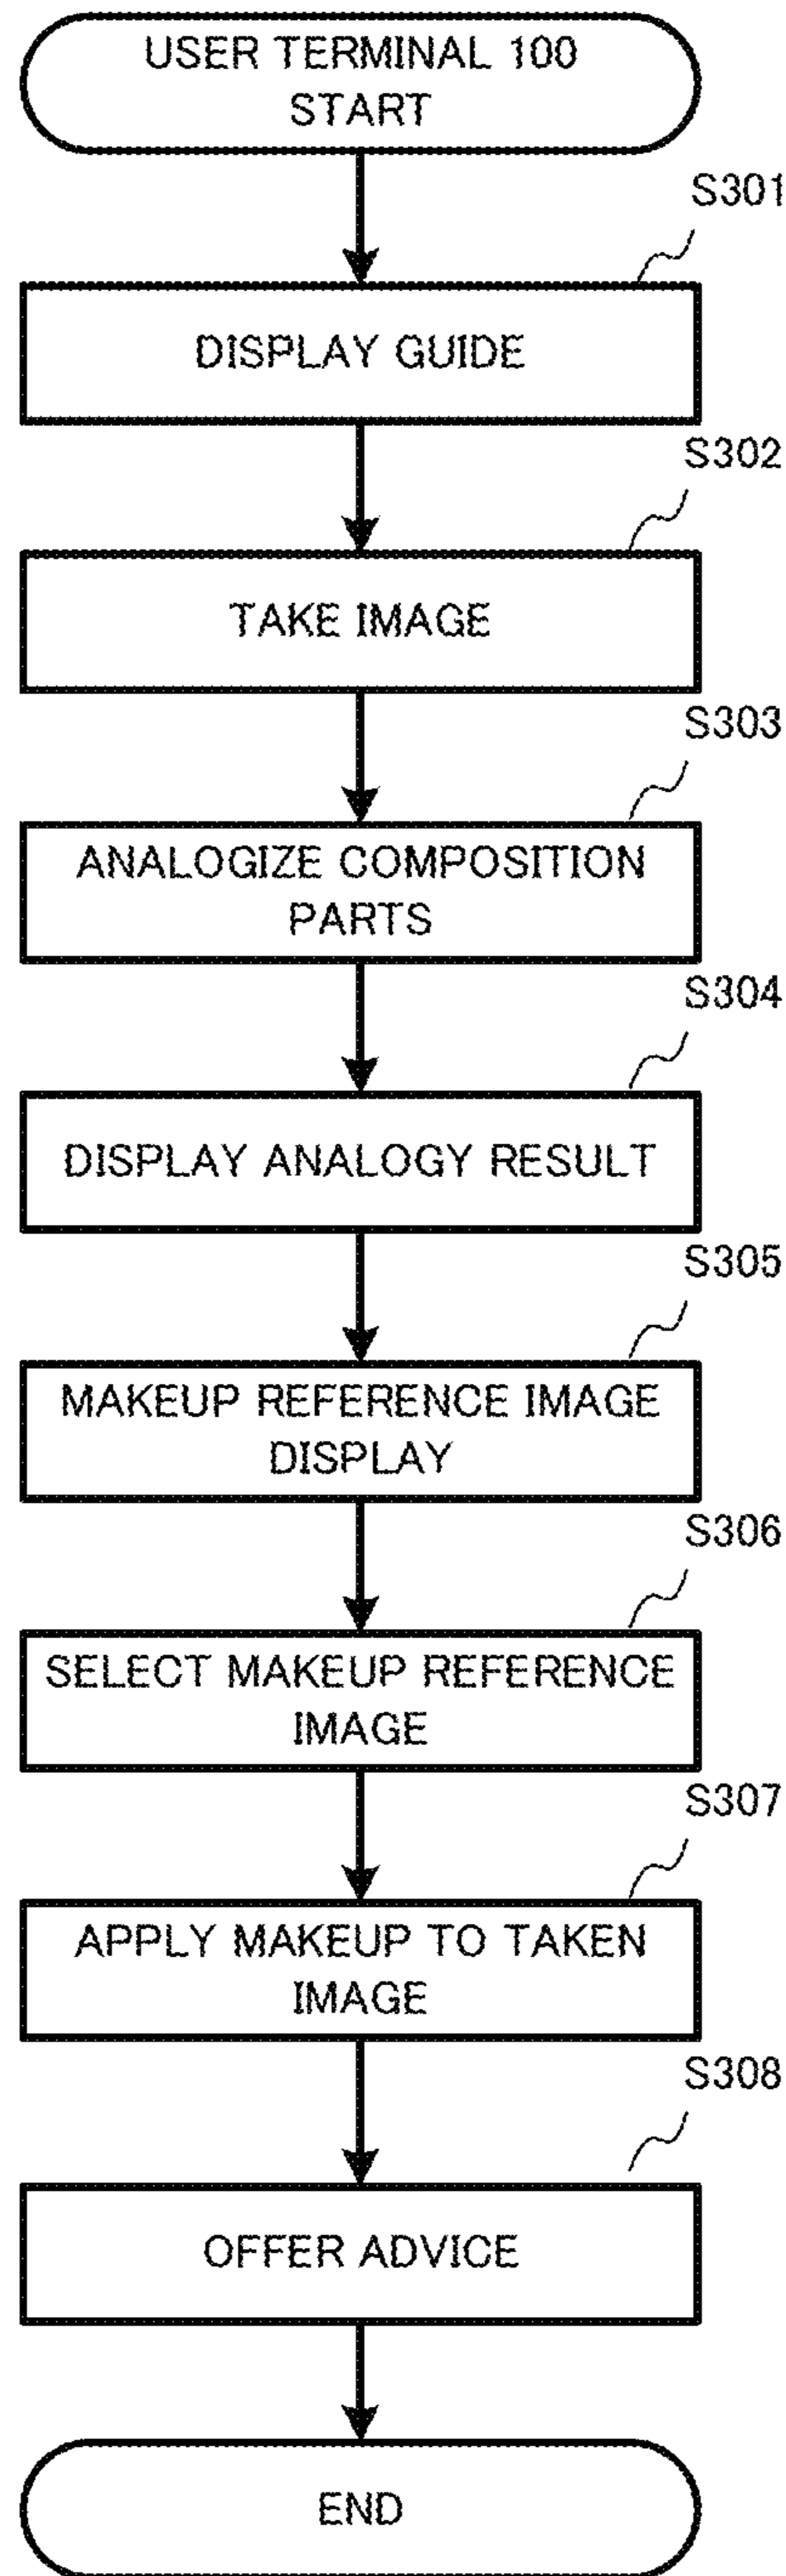 USER TERMINAL 100
START
S301
DISPLAY GUIDE
S302
TAKE IMAGE
S303
ANALOGIZE COMPOSITION
PARTS
S304
DISPLAY ANALOGY RESULT
S305
MAKEUP REFERENCE IMAGE
DISPLAY
S306
SELECT MAKEUP REFERENCE
IMAGE
S307
APPLY MAKEUP TO TAKEN
IMAGE
S308
OFFER ADVICE
END